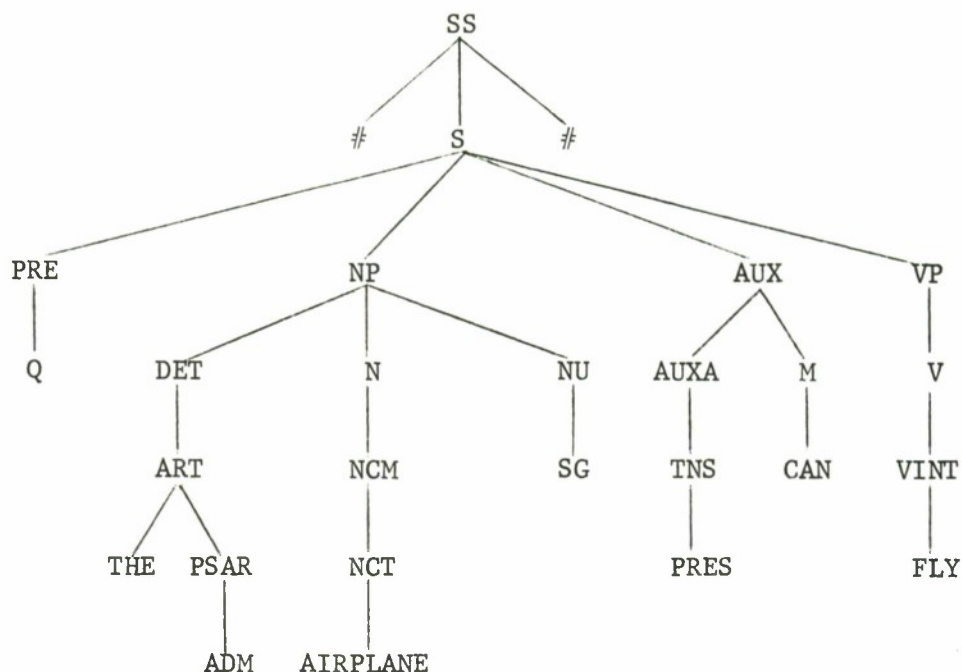 SS
# S #
PRE NP AUX VP
Q DET N NU AUXA M V
ART NCM SG TNS CAN VINT
THE PSAR NCT PRES FLY
ADM AIRPLANE